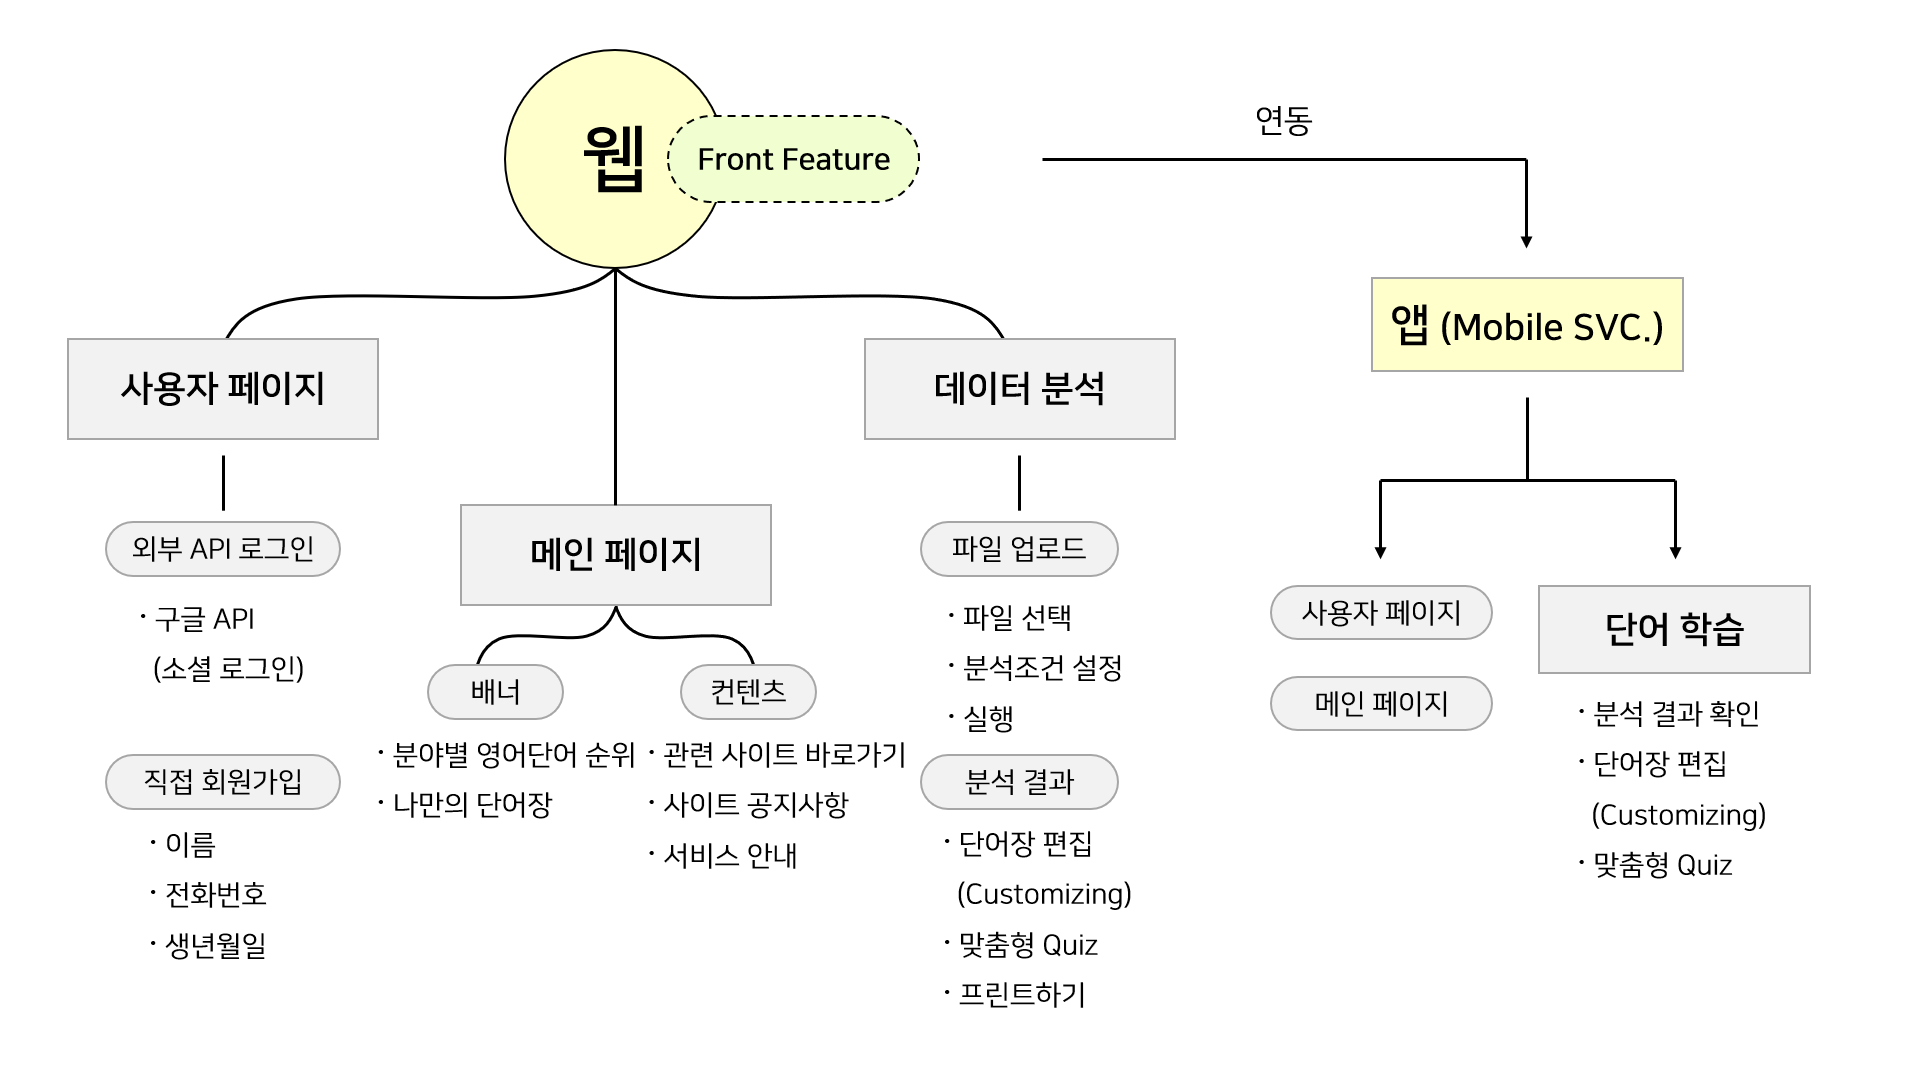 웹
Front Feature
연동
앱 (Mobile SVC.)
사용자 페이지
외부 API 로그인
· 구글 API
(소셜 로그인)
직접 회원가입
· 이름
· 전화번호
· 생년월일
메인 페이지
배너
· 분야별 영어단어 순위
· 나만의 단어장
컨텐츠
· 관련 사이트 바로가기
· 사이트 공지사항
· 서비스 안내
데이터 분석
파일 업로드
· 파일 선택
· 분석조건 설정
· 실행
분석 결과
· 단어장 편집
(Customizing)
· 맞춤형 Quiz
· 프린트하기
사용자 페이지
메인 페이지
단어 학습
· 분석 결과 확인
· 단어장 편집
(Customizing)
· 맞춤형 Quiz